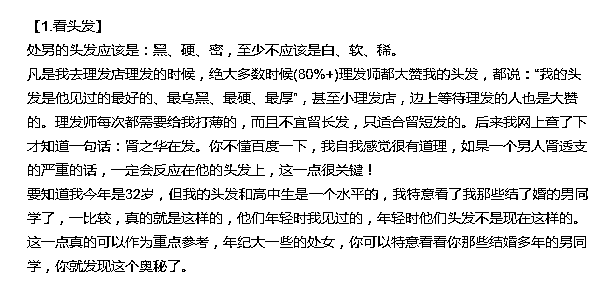 【1.看头发】
处男的头发应该是：黑、硬、密，至少不应该是白、软、稀。
凡是我去理发店理发的时候，绝大多数时候(80%+)理发师都大赞我的头发，都说："我的头
发是他见过的最好的、最乌黑、最硬、最厚"，甚至小理发店，边上等待理发的人也是大赞
的。理发师每次都需要给我打薄的，而且不宜留长发，只适合留短发的。后来我网上查了下
才知道一句话：肾之华在发。你不懂百度一下，我自我感觉很有道理，如果一个男人肾透支
的严重的话，一定会反应在他的头发上，这一点很关键！
要知道我今年是32岁，但我的头发和高中生是一个水平的，我特意看了我那些结了婚的男同
学了，一比较，真的就是这样的，他们年轻时我见过的，年轻时他们头发不是现在这样的。
这一点真的可以作为重点参考，年纪大一些的处女，你可以特意看看你那些结婚多年的男同
学，你就发现这个奥秘了。